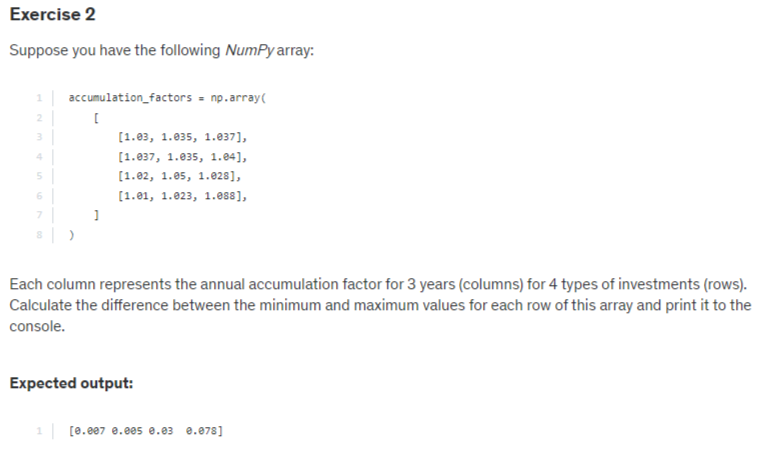 Exercise 2
Suppose you have the following NumPy array:
1 accumulation_factors = np.array(
2 [
3 [1.03, 1.035, 1.037],
4 [1.037, 1.035, 1.04],
5 [1.02, 1.05, 1.028],
6 [1.01, 1.023, 1.088],
7 ]
8 )
Each column represents the annual accumulation factor for 3 years (columns) for 4 types of investments (rows).
Calculate the difference between the minimum and maximum values for each row of this array and print it to the
console.
Expected output:
1 [0.007 0.005 0.03  0.078]